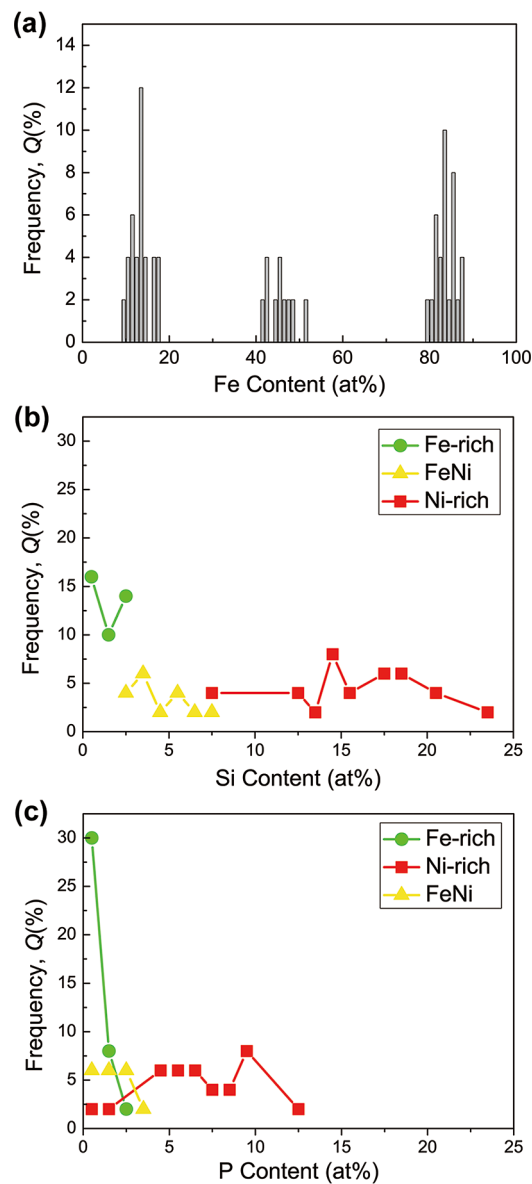 (a)
Frequency, Q(%)
14
12
10
8
6
4
2
0
0 20 40 60 80 100
Fe Content (at%)
(b)
Frequency, Q(%)
30
25
20
15
10
5
0
Fe-rich
FeNi
Ni-rich
0 5 10 15 20 25
Si Content (at%)
(c)
Frequency, Q(%)
30
25
20
15
10
5
0
Fe-rich
Ni-rich
FeNi
0 5 10 15 20 25
P Content (at%)